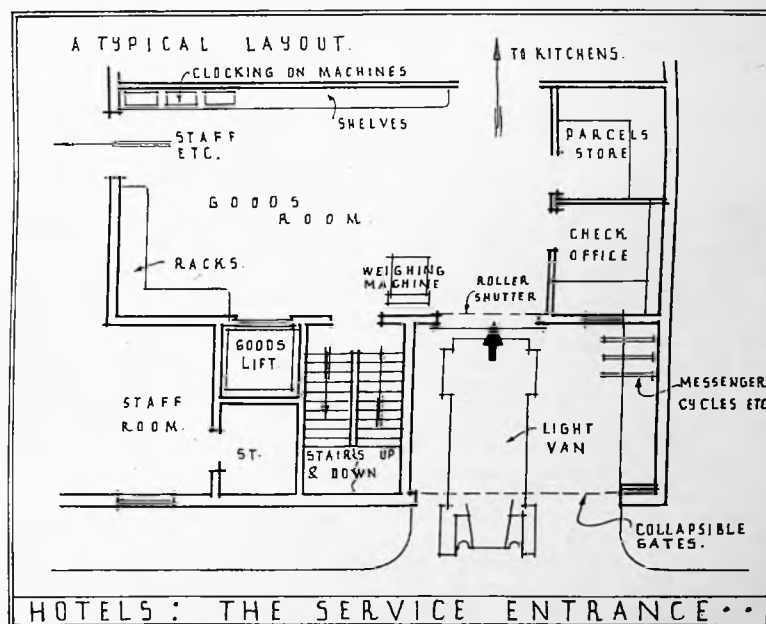 A TYPICAL LAYOUT.
TO KITCHENS.
CLOCKING ON MACHINES
SHELVES
STAFF
ETC.
PARCELS
STORE
GOODS
ROOM.
CHECK
OFFICE
RACKS.
WEIGHING
MACHINE
ROLLER
SHUTTER
GOODS
LIFT.
STAFF
ROOM.
ST.
STAIRS UP
& DOWN
LIGHT
VAN
MESSENGER
CYCLES ETC
COLLAPSIBLE
GATES.
HOTELS: THE SERVICE ENTRANCE··